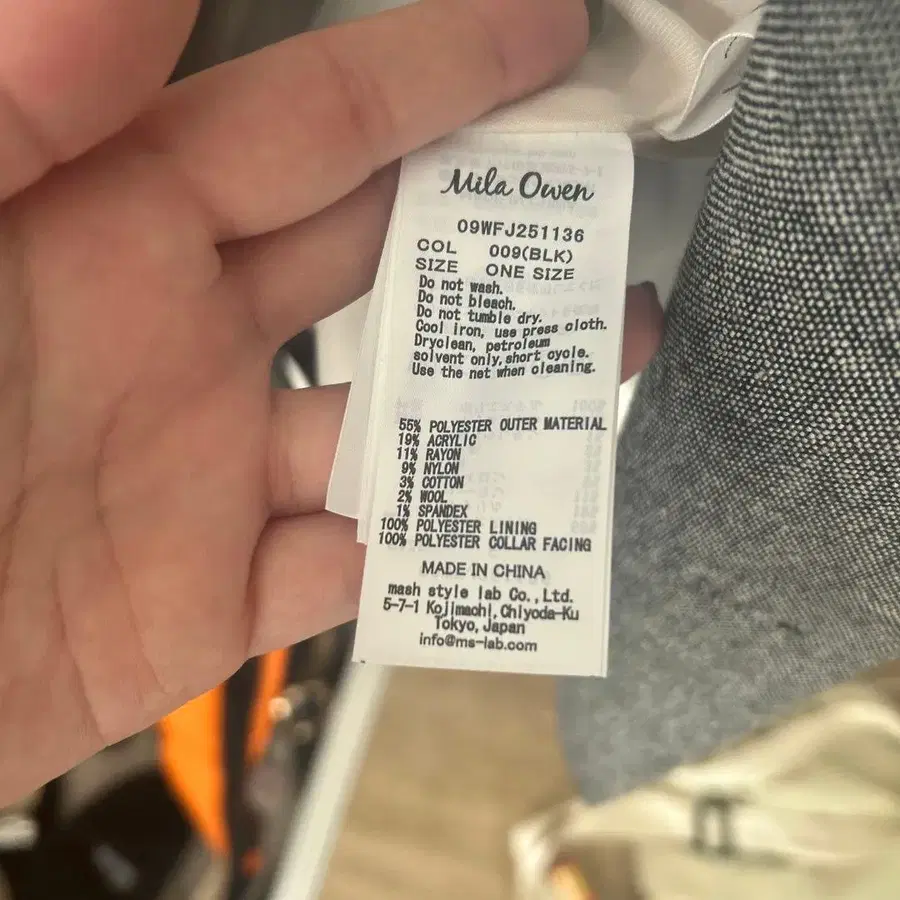 Mila Owen
09WFJ251136
COL 009(BLK)
SIZE ONE SIZE
Do not wash.
Do not bleach.
Do not tumble dry.
Cool iron, use press cloth.
Dryclean, petroleum
solvent only, short cycle.
Use the net when cleaning.
55% POLYESTER OUTER MATERIAL
19% ACRYLIC
11% RAYON
9% NYLON
3% COTTON
2% WOOL
1% SPANDEX
100% POLYESTER LINING
100% POLYESTER COLLAR FACING
MADE IN CHINA
mash style lab Co., Ltd.
5-7-1 Kojimachi, Chiyoda-Ku
Tokyo, Japan
info@ms-lab.com